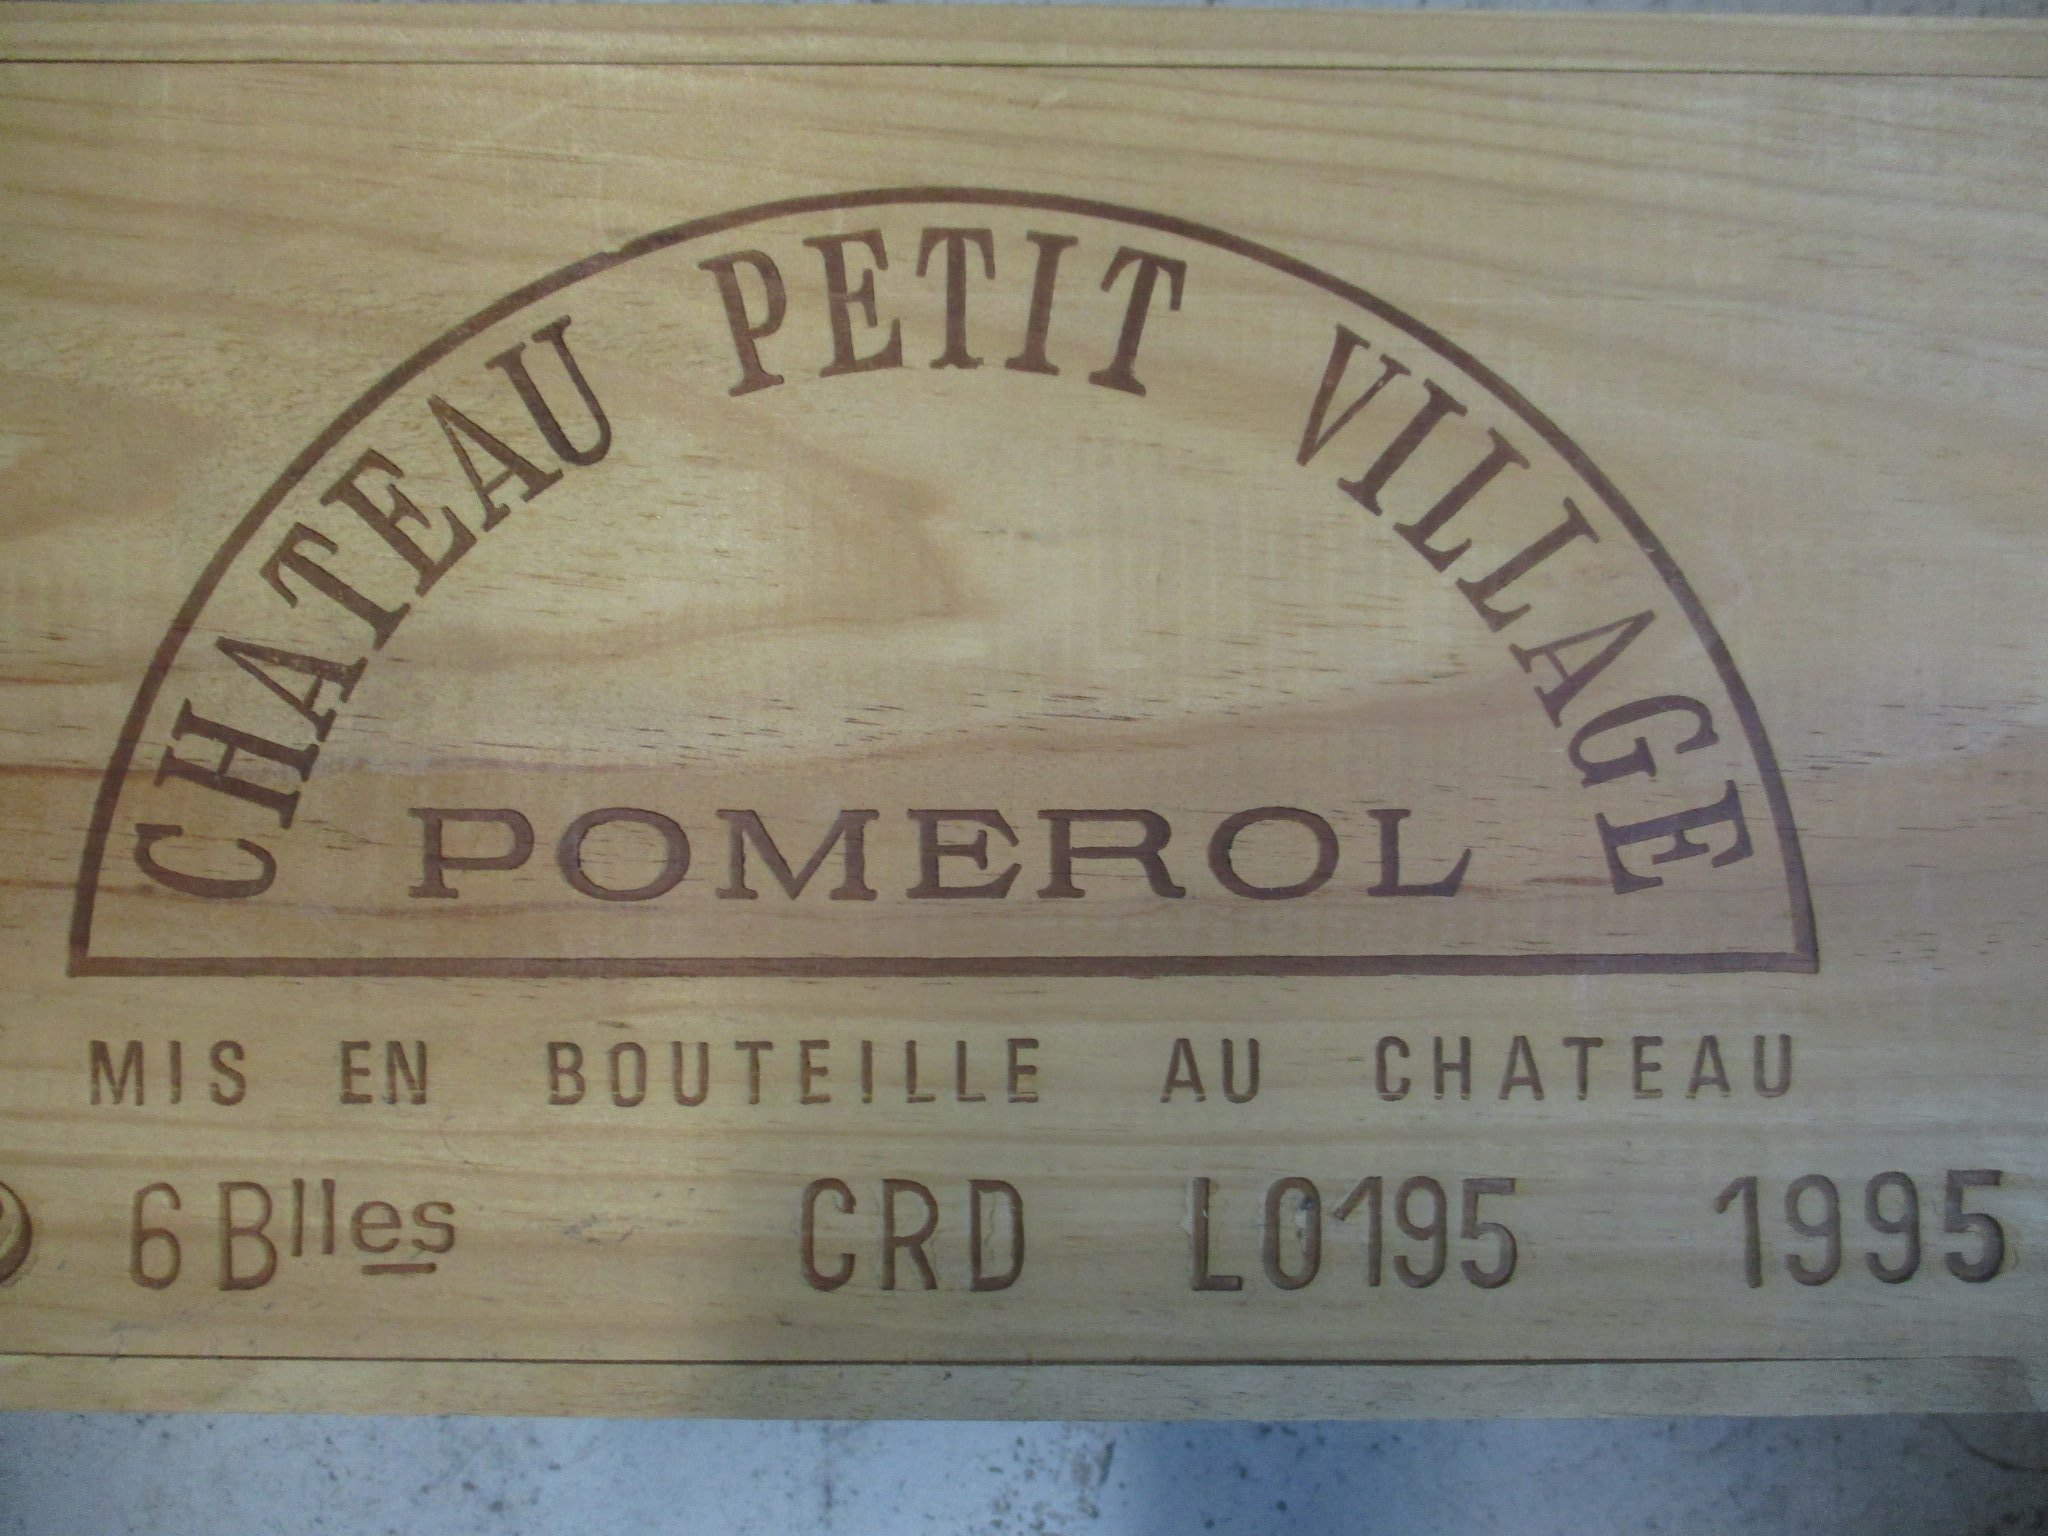 CHATEAU PETIT VILLAGE
POMEROL
MIS EN BOUTEILLE AU CHATEAU
6 Blles CRD L0195 1995